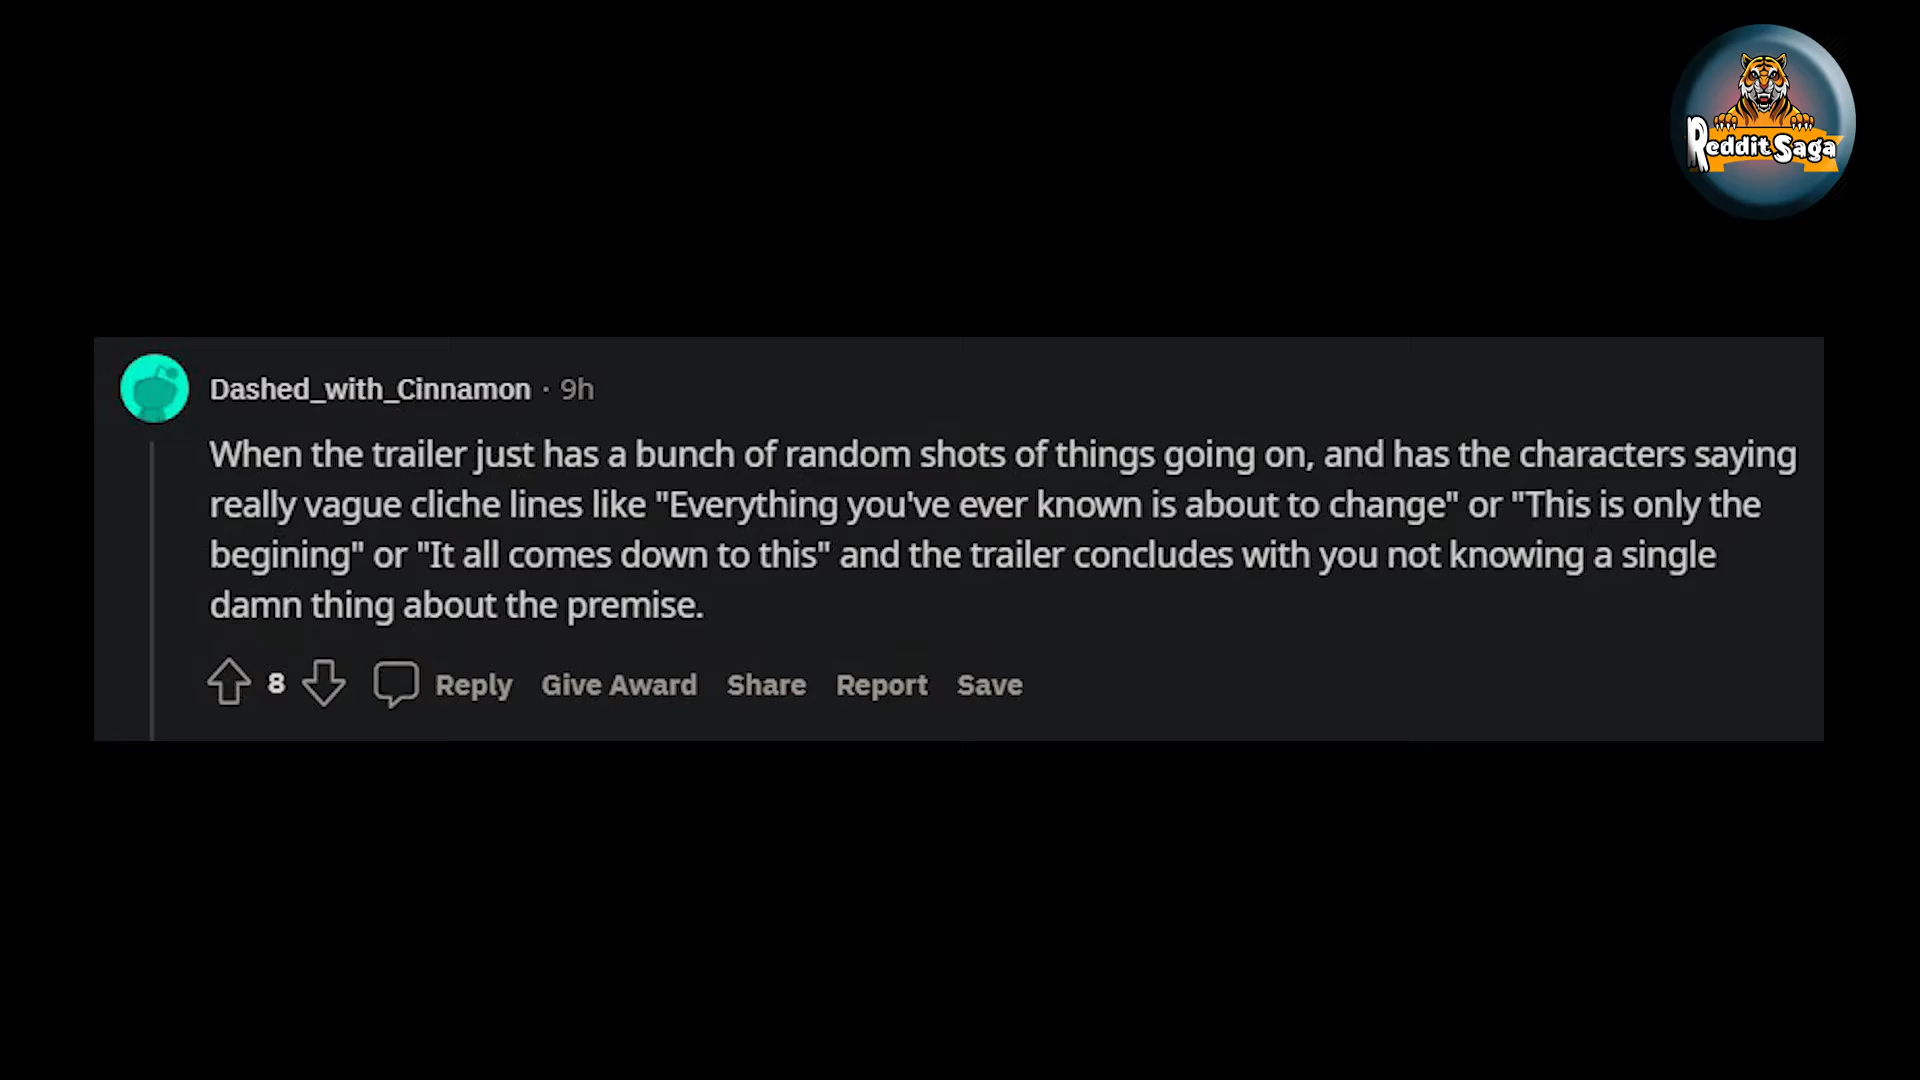 Reddit Saga
Dashed_with_Cinnamon · 9h
When the trailer just has a bunch of random shots of things going on, and has the characters saying
really vague cliche lines like "Everything you've ever known is about to change" or "This is only the
begining" or "It all comes down to this" and the trailer concludes with you not knowing a single
damn thing about the premise.
8 Reply Give Award Share Report Save